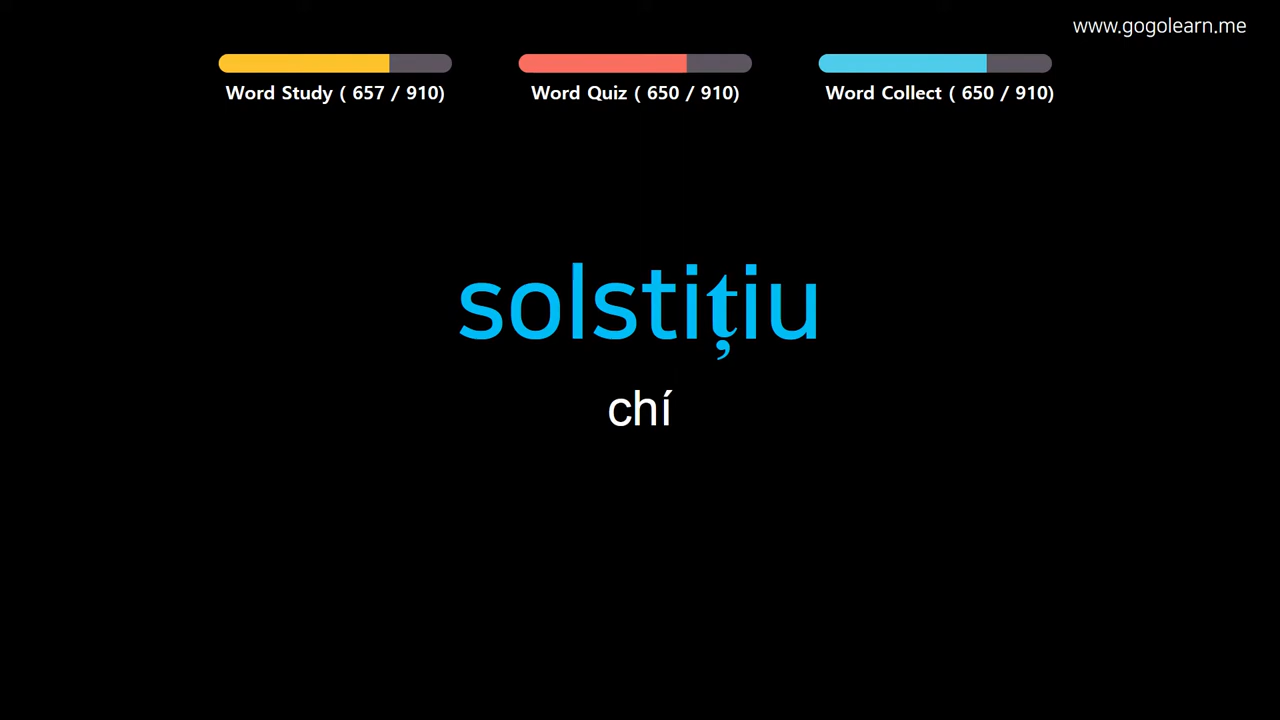 www.gogolearn.me
Word Study ( 657 / 910)
Word Quiz ( 650 / 910)
Word Collect ( 650 / 910)
solstițiu
chí